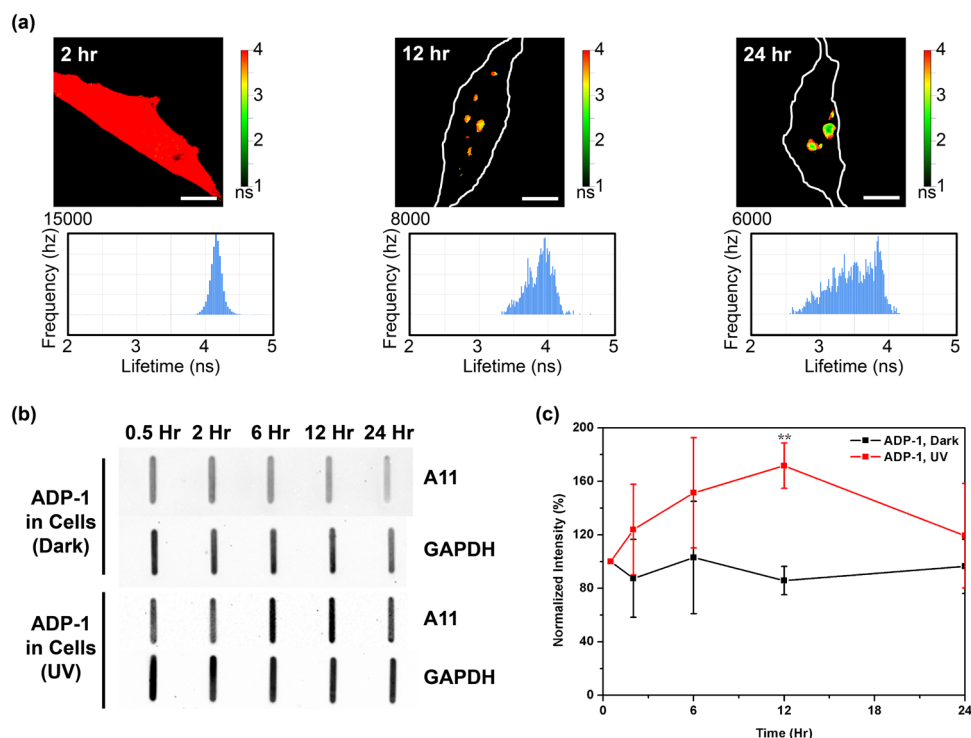 (a)
2 hr
4
3
2
1
ns
12 hr
4
3
2
1
ns
24 hr
4
3
2
1
ns
15000
Frequency (hz)
2 3 4 5
Lifetime (ns)
8000
Frequency (hz)
2 3 4 5
Lifetime (ns)
6000
Frequency (hz)
2 3 4 5
Lifetime (ns)
(b)
0.5 Hr 2 Hr 6 Hr 12 Hr 24 Hr
ADP-1
in Cells
(Dark)
A11
GAPDH
ADP-1
in Cells
(UV)
A11
GAPDH
(c)
200
160
120
80
40
0
Normalized Intensity (%)
**
ADP-1, Dark
ADP-1, UV
0 6 12 18 24
Time (Hr)